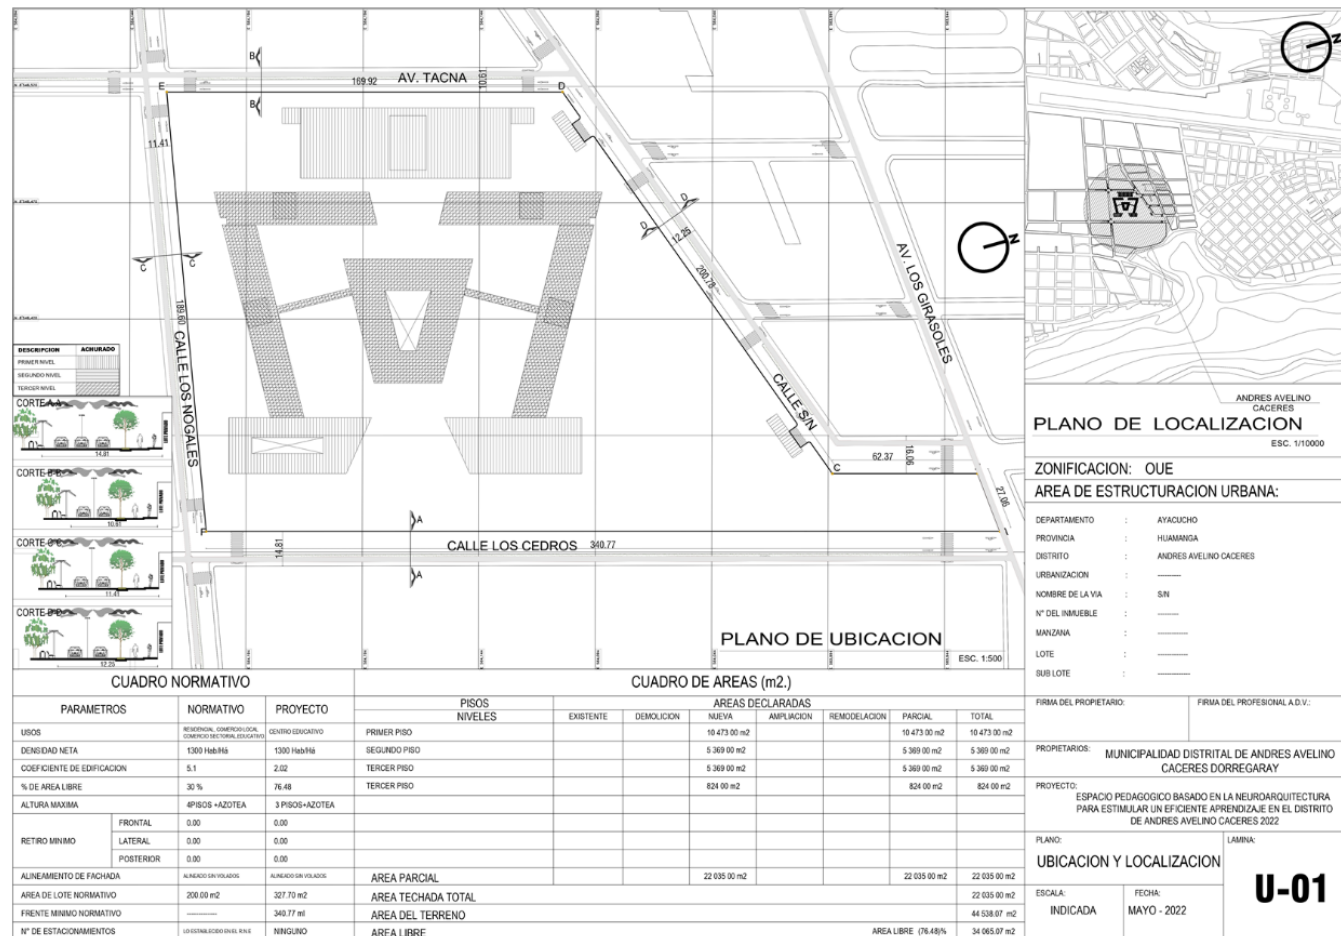 AV. TACNA
169.92
10.61
B
B
E
D
11.41
C
C
189.60
CALLE LOS NOGALES
D
D
12.25
200.78
N
AV. LOS GIRASOLES
CALLE S/N
C
62.37
16.06
27.06
A
A
14.81
CALLE LOS CEDROS 340.77
PLANO DE UBICACION
ESC. 1:500
DESCRIPCION ACHURADO
PRIMER NIVEL
SEGUNDO NIVEL
TERCER NIVEL
CORTE A-A
14.81
CORTE B-B
10.61
CORTE C-C
11.41
CORTE D-D
12.25
N
ANDRES AVELINO
CACERES
PLANO DE LOCALIZACION
ESC. 1/10000
ZONIFICACION: OUE
AREA DE ESTRUCTURACION URBANA:
DEPARTAMENTO : AYACUCHO
PROVINCIA : HUAMANGA
DISTRITO : ANDRES AVELINO CACERES
URBANIZACION : --------
NOMBRE DE LA VIA : S/N
N° DEL INMUEBLE : --------
MANZANA : --------
LOTE : --------
SUB LOTE : --------
FIRMA DEL PROPIETARIO: FIRMA DEL PROFESIONAL A.D.V.:
PROPIETARIOS: MUNICIPALIDAD DISTRITAL DE ANDRES AVELINO
CACERES DORREGARAY
PROYECTO:
ESPACIO PEDAGOGICO BASADO EN LA NEUROARQUITECTURA
PARA ESTIMULAR UN EFICIENTE APRENDIZAJE EN EL DISTRITO
DE ANDRES AVELINO CACERES 2022
PLANO: LAMINA:
UBICACION Y LOCALIZACION
U-01
ESCALA: FECHA:
INDICADA MAYO - 2022
CUADRO NORMATIVO
PARAMETROS NORMATIVO PROYECTO
USOS RESIDENCIAL, COMERCIO LOCAL COMERCIO SECTORIAL, EDUCATIVO CENTRO EDUCATIVO
DENSIDAD NETA 1300 Hab/Há 1300 Hab/Há
COEFICIENTE DE EDIFICACION 5.1 2.02
% DE AREA LIBRE 30 % 76.48
ALTURA MAXIMA 4PISOS +AZOTEA 3 PISOS+AZOTEA
RETIRO MINIMO
FRONTAL 0.00 0.00
LATERAL 0.00 0.00
POSTERIOR 0.00 0.00
ALINEAMIENTO DE FACHADA ALINEADO SIN VOLADOS ALINEADO SIN VOLADOS
AREA DE LOTE NORMATIVO 200.00 m2 327.70 m2
FRENTE MINIMO NORMATIVO -------- 340.77 ml
N° DE ESTACIONAMIENTOS LO ESTABLECIDO EN EL R.N.E NINGUNO
CUADRO DE AREAS (m2.)
PISOS
NIVELES
AREAS DECLARADAS
EXISTENTE DEMOLICION NUEVA AMPLIACION REMODELACION PARCIAL TOTAL
PRIMER PISO 10 473 00 m2 10 473 00 m2 10 473 00 m2
SEGUNDO PISO 5 369 00 m2 5 369 00 m2 5 369 00 m2
TERCER PISO 5 369 00 m2 5 369 00 m2 5 369 00 m2
TERCER PISO 824 00 m2 824 00 m2 824 00 m2
AREA PARCIAL 22 035 00 m2 22 035 00 m2 22 035 00 m2
AREA TECHADA TOTAL 22 035 00 m2
AREA DEL TERRENO 44 538.07 m2
AREA LIBRE AREA LIBRE (76.48)% 34 065.07 m2